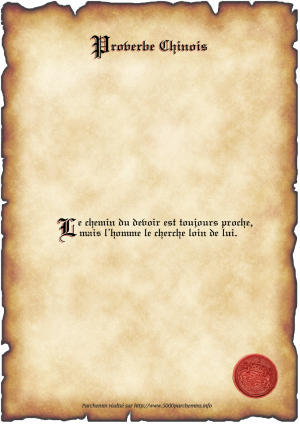 Proverbe Chinois
Le chemin du devoir est toujours proche,
mais l'homme le cherche loin de lui.
Parchemin réalisé sur http://www.5000parchemins.info